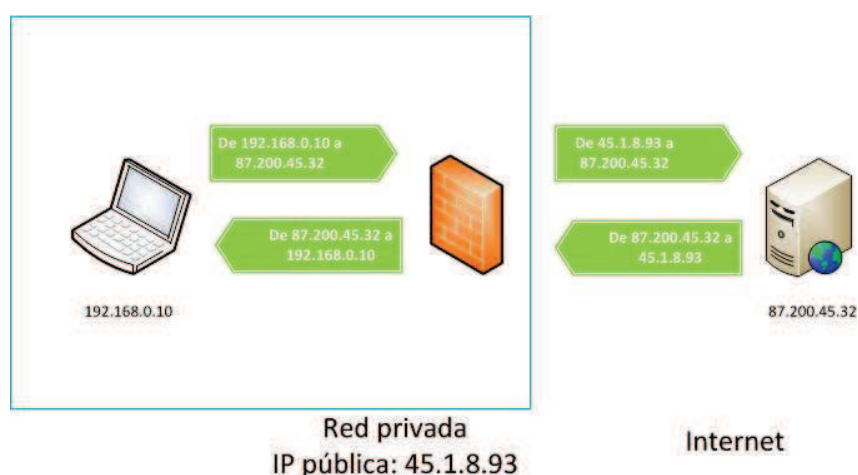 De 192.168.0.10 a
87.200.45.32
De 45.1.8.93 a
87.200.45.32
De 87.200.45.32 a
192.168.0.10
De 87.200.45.32 a
45.1.8.93
192.168.0.10
87.200.45.32
Red privada
IP pública: 45.1.8.93
Internet